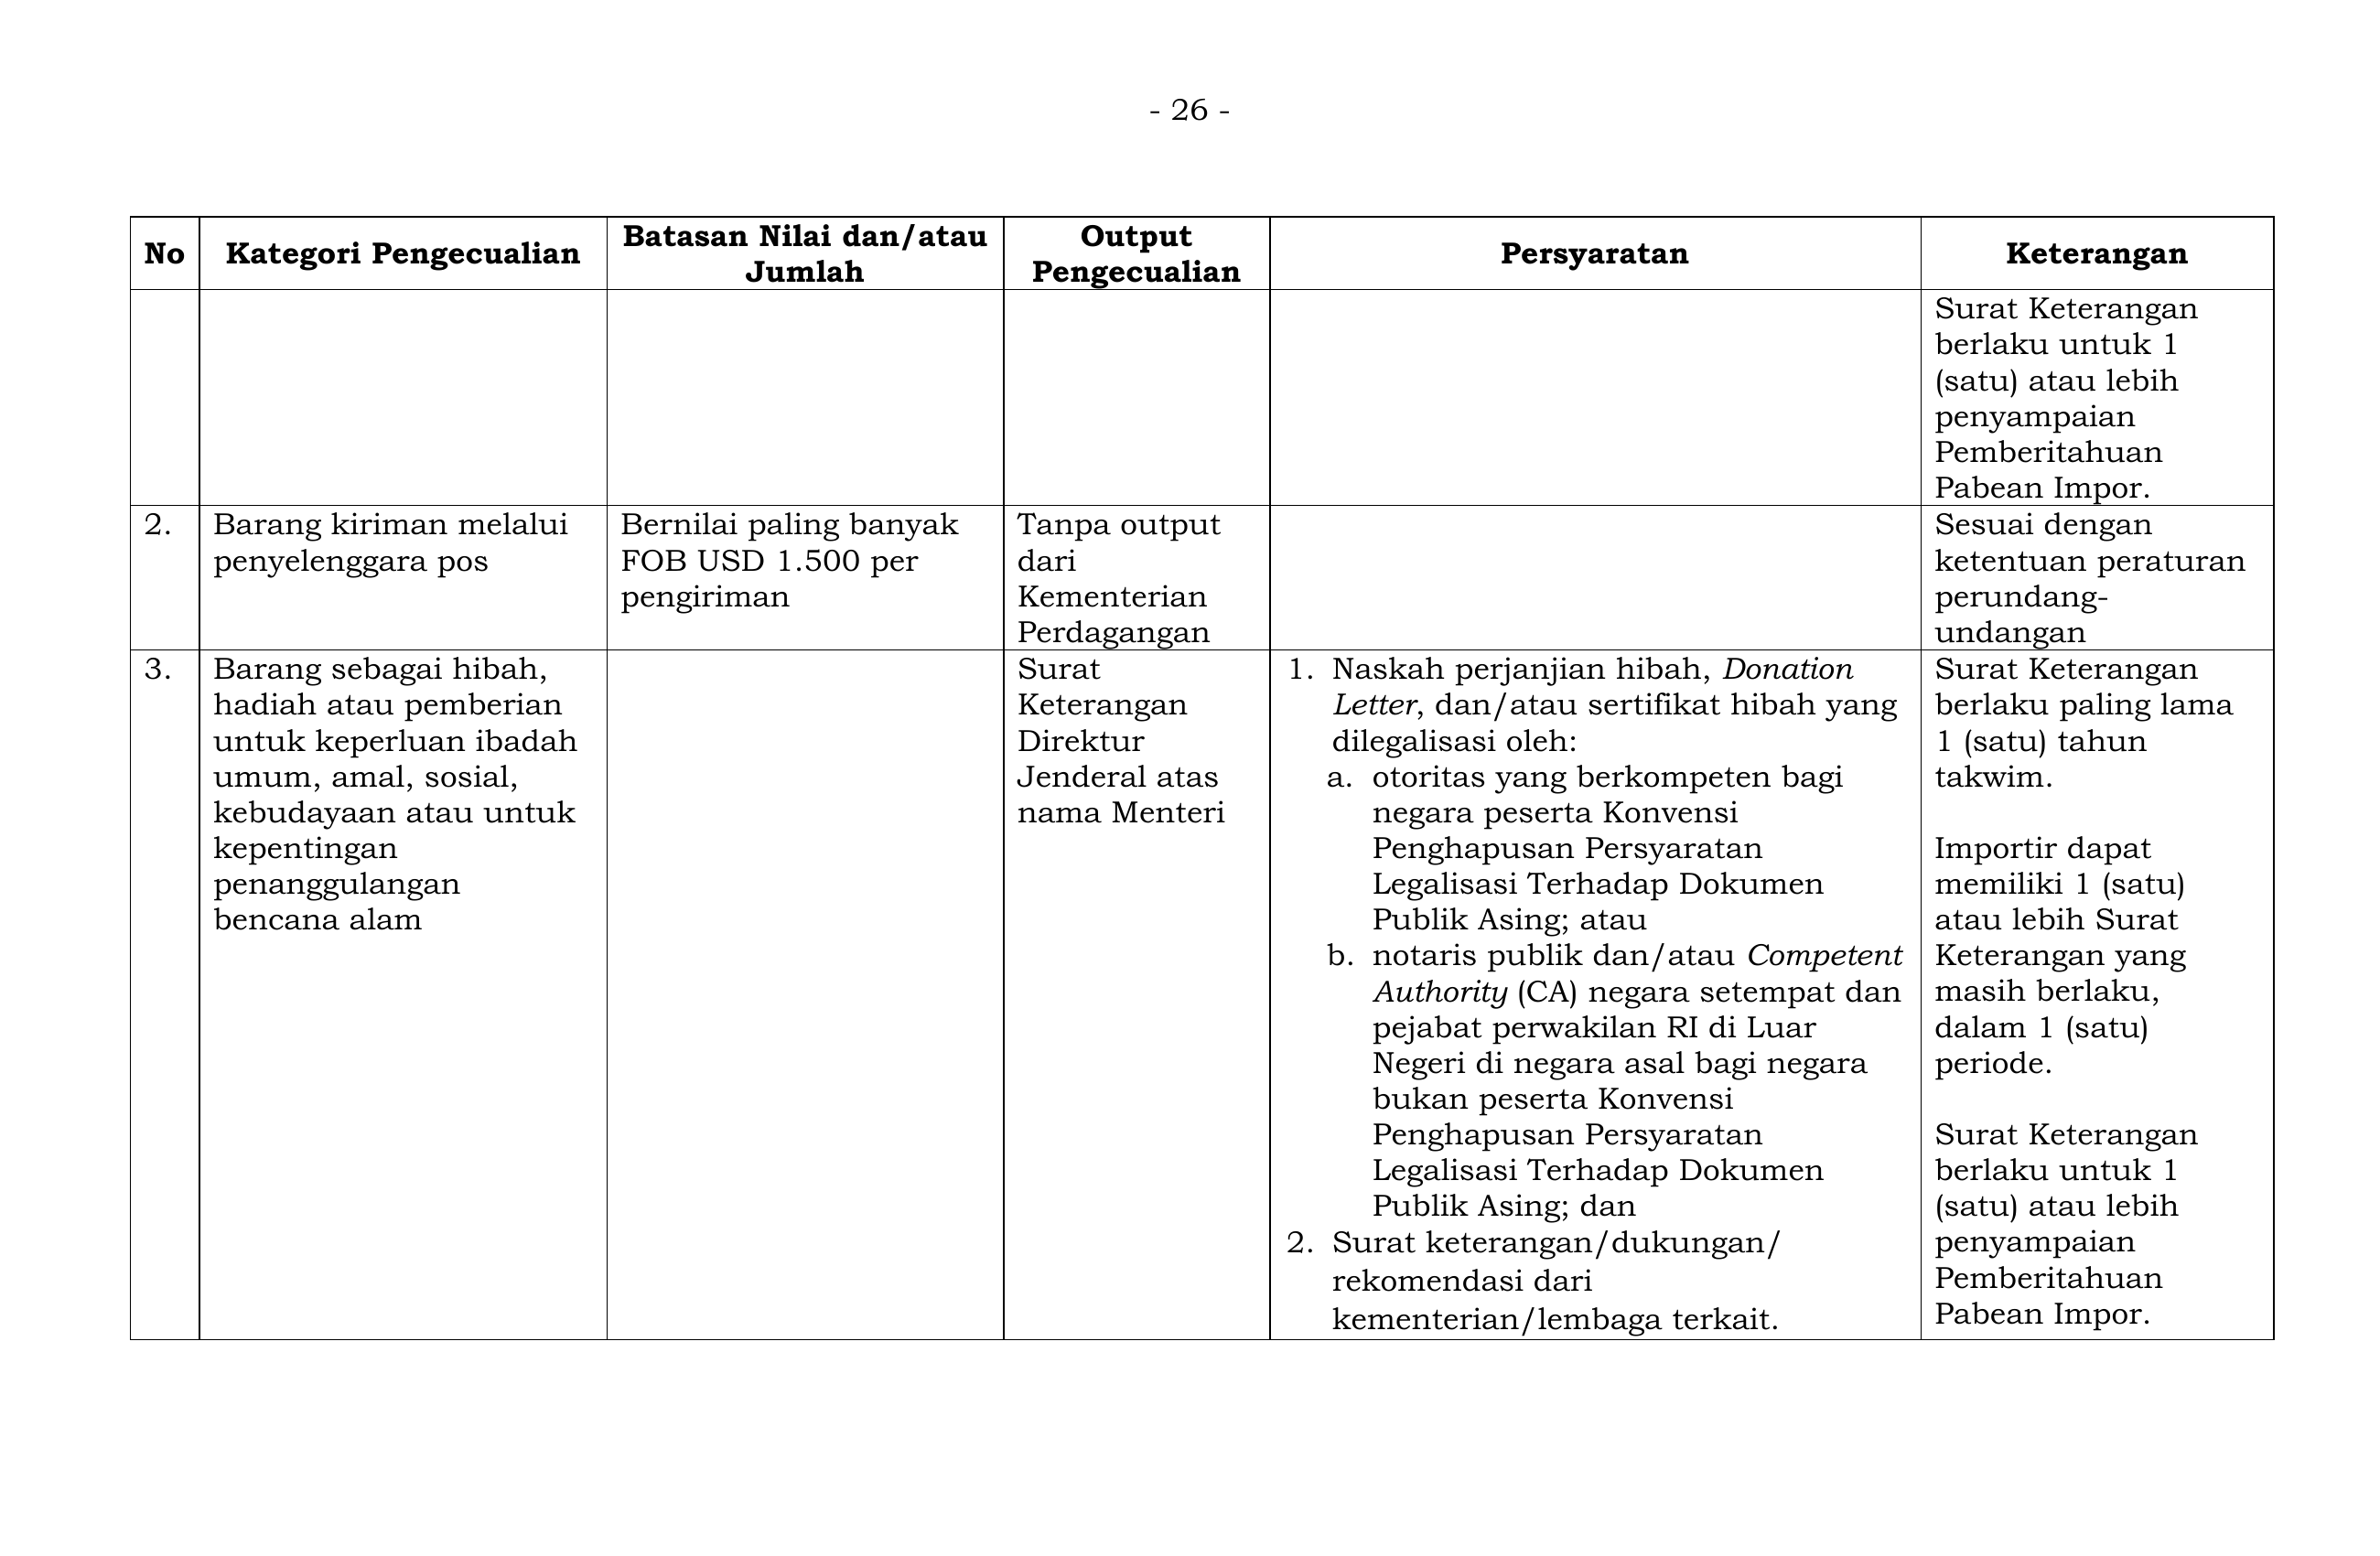 - 26 -
No
Kategori Pengecualian
Batasan Nilai dan/atau
Jumlah
Output
Pengecualian
Persyaratan
Keterangan
Surat Keterangan
berlaku untuk 1
(satu) atau lebih
penyampaian
Pemberitahuan
Pabean Impor.
2.
Barang kiriman melalui
penyelenggara pos
Bernilai paling banyak
FOB USD 1.500 per
pengiriman
Tanpa output
dari
Kementerian
Perdagangan
Sesuai dengan
ketentuan peraturan
perundang-
undangan
3.
Barang sebagai hibah,
hadiah atau pemberian
untuk keperluan ibadah
umum, amal, sosial,
kebudayaan atau untuk
kepentingan
penanggulangan
bencana alam
Surat
Keterangan
Direktur
Jenderal atas
nama Menteri
1. Naskah perjanjian hibah, Donation
Letter, dan/atau sertifikat hibah yang
dilegalisasi oleh:
a. otoritas yang berkompeten bagi
negara peserta Konvensi
Penghapusan Persyaratan
Legalisasi Terhadap Dokumen
Publik Asing; atau
b. notaris publik dan/atau Competent
Authority (CA) negara setempat dan
pejabat perwakilan RI di Luar
Negeri di negara asal bagi negara
bukan peserta Konvensi
Penghapusan Persyaratan
Legalisasi Terhadap Dokumen
Publik Asing; dan
2. Surat keterangan/dukungan/
rekomendasi dari
kementerian/lembaga terkait.
Surat Keterangan
berlaku paling lama
1 (satu) tahun
takwim.
Importir dapat
memiliki 1 (satu)
atau lebih Surat
Keterangan yang
masih berlaku,
dalam 1 (satu)
periode.
Surat Keterangan
berlaku untuk 1
(satu) atau lebih
penyampaian
Pemberitahuan
Pabean Impor.